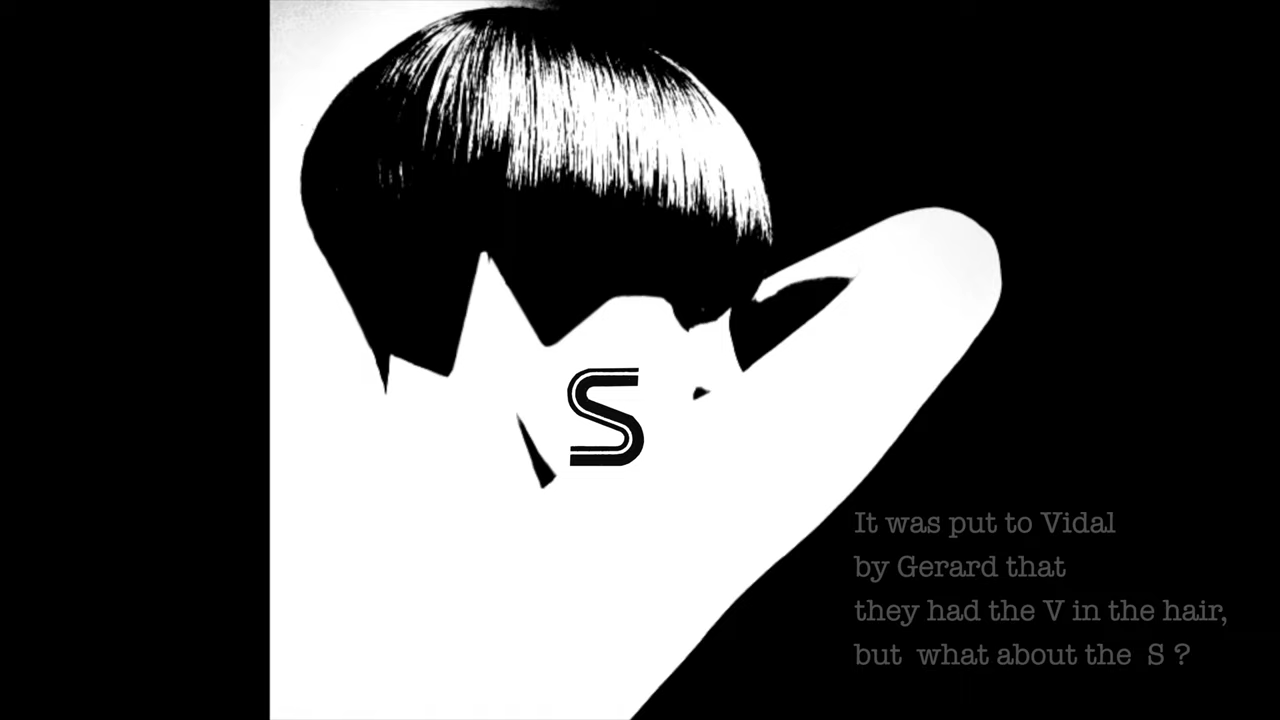 S
It was put to Vidal
by Gerard that
they had the V in the hair,
but what about the S ?